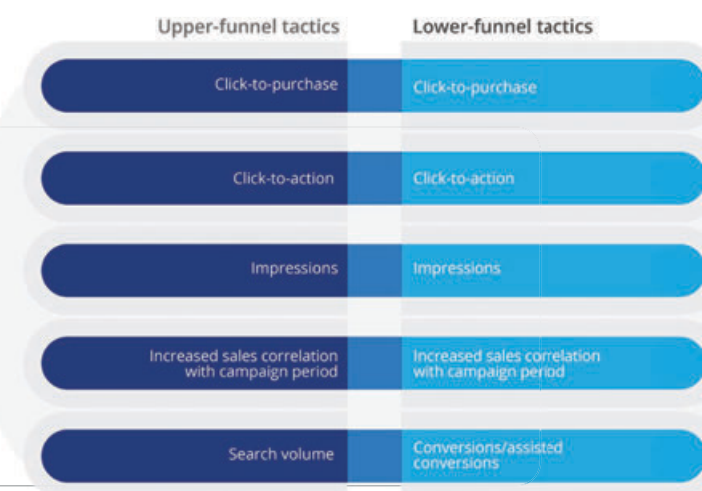 Upper-funnel tactics
Lower-funnel tactics
Click-to-purchase
Click-to-purchase
Click-to-action
Click-to-action
Impressions
Impressions
Increased sales correlation
with campaign period
Increased sales correlation
with campaign period
Search volume
Conversions/assisted
conversions